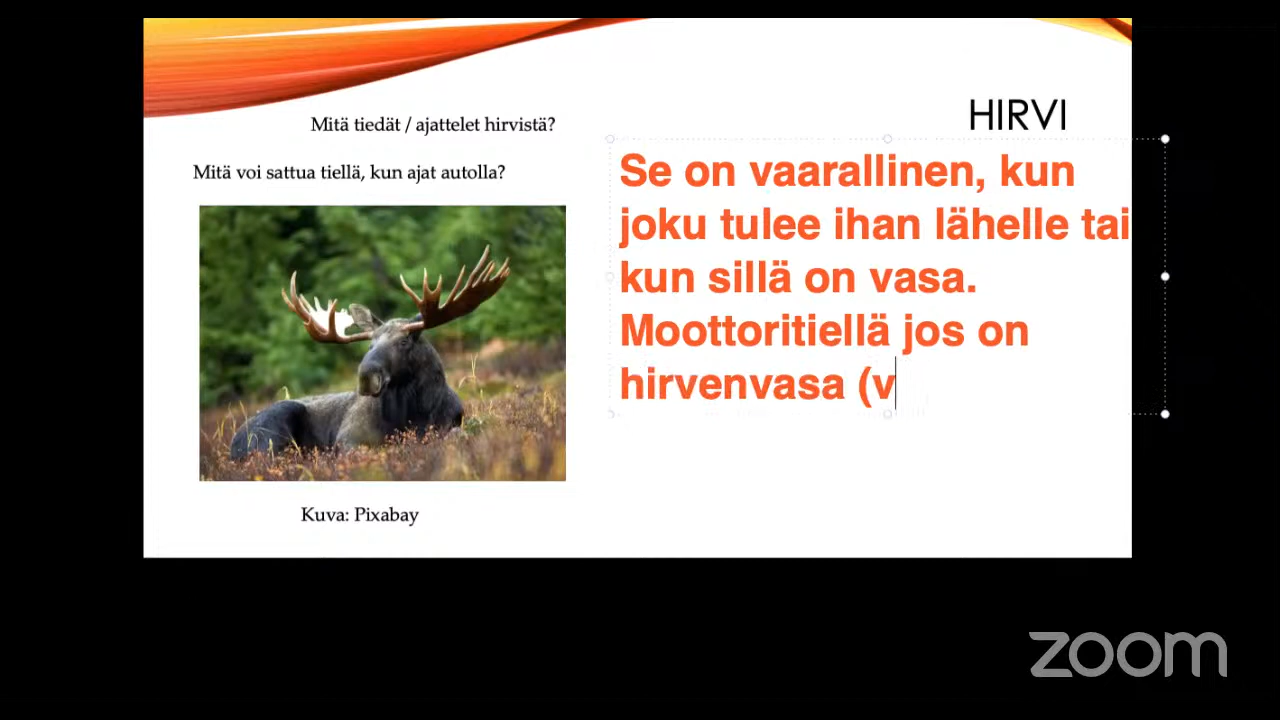 HIRVI
Mitä tiedät / ajattelet hirvistä?
Mitä voi sattua tiellä, kun ajat autolla?
Se on vaarallinen, kun
joku tulee ihan lähelle tai
kun sillä on vasa.
Moottoritiellä jos on
hirvenvasa (v
Kuva: Pixabay
zoom